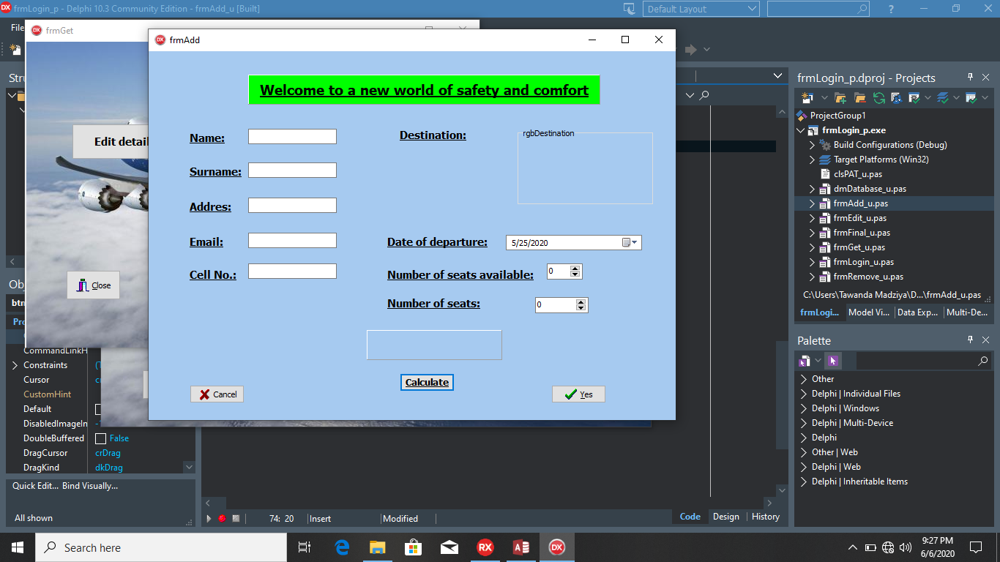 frmLogin_p - Delphi 10.3 Community Edition - frmAdd_u [Built]
Default Layout
File
frmGet
frmAdd
Welcome to a new world of safety and comfort
Name:
Surname:
Addres:
Email:
Cell No.:
Destination:
rgbDestination
Date of departure:
5/25/2020
Number of seats available:
0
Number of seats:
0
Calculate
Cancel
Yes
Edit detail
Close
Stru
Obj
btn
Pro
CommandLinkH
Constraints
Cursor
cr
CustomHint
Default
DisabledImageIn
DoubleBuffered
False
DragCursor
crDrag
DragKind
dkDrag
Quick Edit... Bind Visually...
All shown
74: 20
Insert
Modified
Code
Design
History
frmLogin_p.dproj - Projects
ProjectGroup1
frmLogin_p.exe
Build Configurations (Debug)
Target Platforms (Win32)
clsPAT_u.pas
dmDatabase_u.pas
frmAdd_u.pas
frmEdit_u.pas
frmFinal_u.pas
frmGet_u.pas
frmLogin_u.pas
frmRemove_u.pas
C:\Users\Tawanda Madziya\D...\frmAdd_u.pas
frmLogi...
Model Vi...
Data Exp...
Multi-De...
Palette
Other
Delphi | Individual Files
Delphi | Windows
Delphi | Multi-Device
Delphi
Other | Web
Delphi | Web
Delphi | Inheritable Items
Search here
RX
DX
9:27 PM
6/6/2020